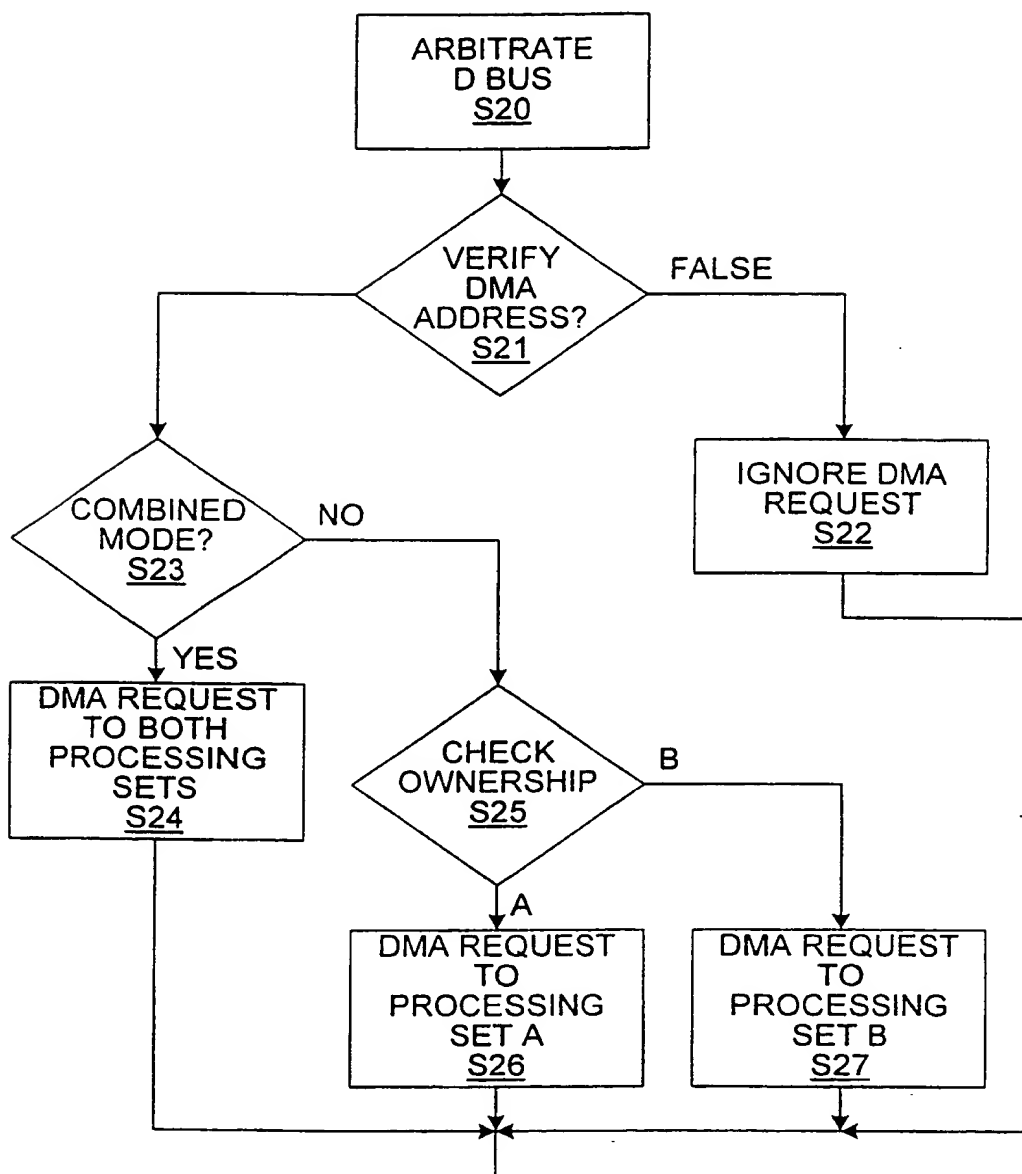 ARBITRATE
D BUS
S20
VERIFY
DMA
ADDRESS?
S21
FALSE
COMBINED
MODE?
S23
NO
IGNORE DMA
REQUEST
S22
YES
DMA REQUEST
TO BOTH
PROCESSING
SETS
S24
CHECK
OWNERSHIP
S25
B
A
DMA REQUEST
TO
PROCESSING
SET A
S26
DMA REQUEST
TO
PROCESSING
SET B
S27